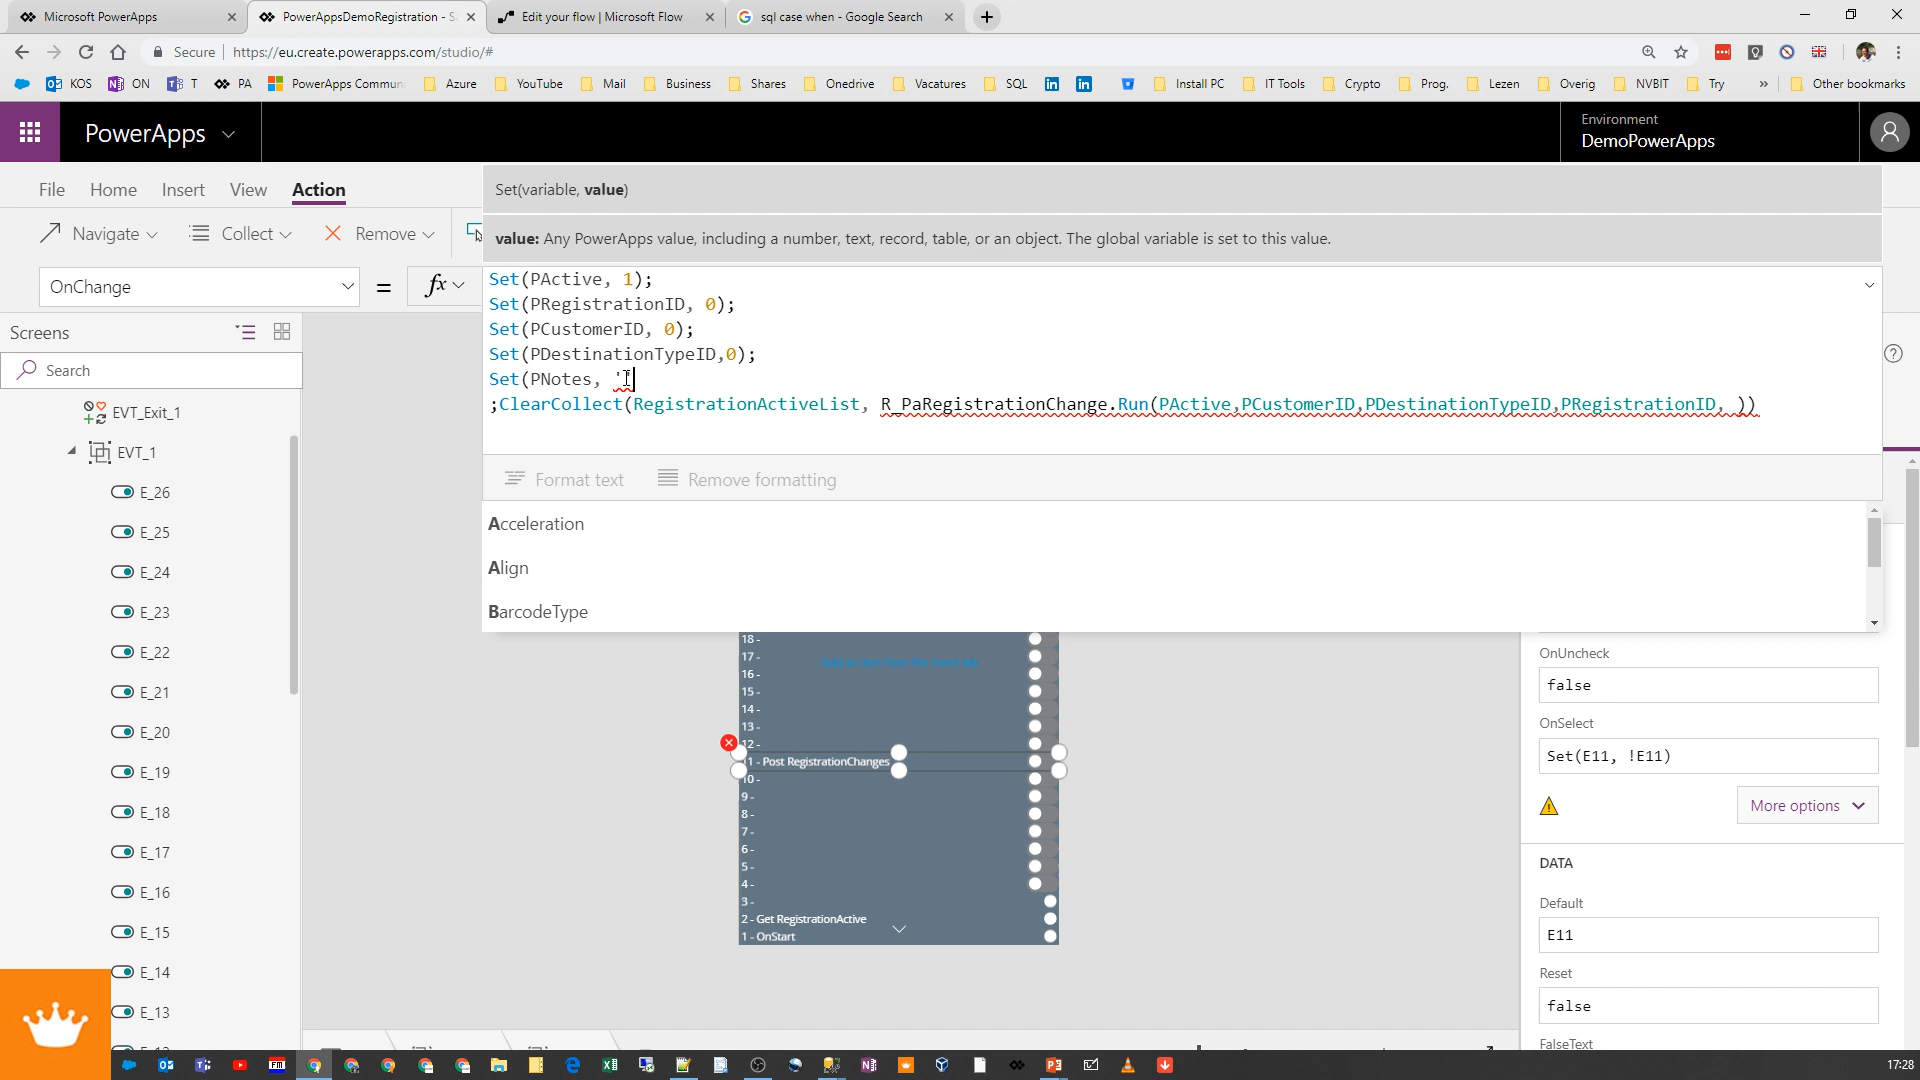 Microsoft PowerApps
PowerAppsDemoRegistration - S
Edit your flow | Microsoft Flow
sql case when - Google Search
Secure
https://eu.create.powerapps.com/studio/#
KOS
ON
T
PA
PowerApps Commun
Azure
YouTube
Mail
Business
Shares
Onedrive
Vacatures
SQL
Install PC
IT Tools
Crypto
Prog.
Lezen
Overig
NVBIT
Try
»
Other bookmarks
PowerApps
Environment
DemoPowerApps
File
Home
Insert
View
Action
Set(variable, value)
Navigate
Collect
Remove
value: Any PowerApps value, including a number, text, record, table, or an object. The global variable is set to this value.
OnChange
=
fx
Set(PActive, 1);
Set(PRegistrationID, 0);
Set(PCustomerID, 0);
Set(PDestinationTypeID,0);
Set(PNotes, '
;ClearCollect(RegistrationActiveList, R_PaRegistrationChange.Run(PActive,PCustomerID,PDestinationTypeID,PRegistrationID, ))
Format text
Remove formatting
Acceleration
Align
BarcodeType
Screens
Search
EVT_Exit_1
EVT_1
E_26
E_25
E_24
E_23
E_22
E_21
E_20
E_19
E_18
E_17
E_16
E_15
E_14
E_13
18 -
17 -
16 -
15 -
14 -
13 -
12 -
11 - Post RegistrationChanges
10 -
9 -
8 -
7 -
6 -
5 -
4 -
3 -
2 - Get RegistrationActive
1 - OnStart
OnUncheck
false
OnSelect
Set(E11, !E11)
More options
DATA
Default
E11
Reset
false
FalseText
17:28